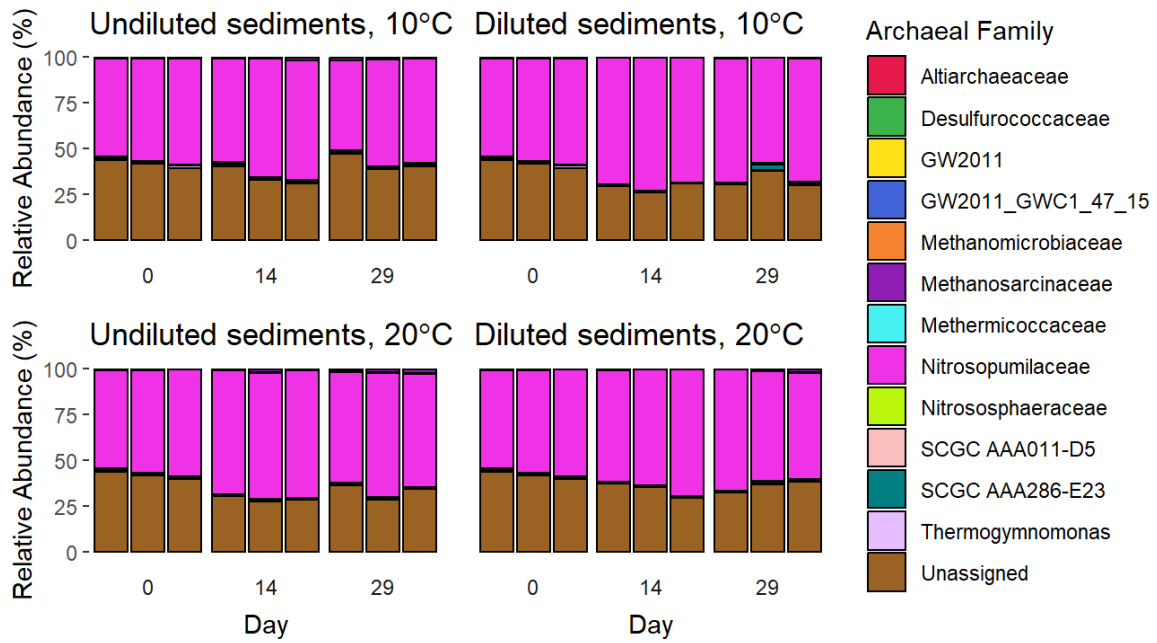 Undiluted sediments, 10°C
Diluted sediments, 10°C
Relative Abundance (%)
100
75
50
25
0
0
14
29
0
14
29
Undiluted sediments, 20°C
Diluted sediments, 20°C
Relative Abundance (%)
100
75
50
25
0
0
14
29
0
14
29
Day
Day
Archaeal Family
Altiarchaeaceae
Desulfurococcaceae
GW2011
GW2011_GWC1_47_15
Methanomicrobiaceae
Methanosarcinaceae
Methermicoccaceae
Nitrosopumilaceae
Nitrososphaeraceae
SCGC AAA011-D5
SCGC AAA286-E23
Thermogymnomonas
Unassigned